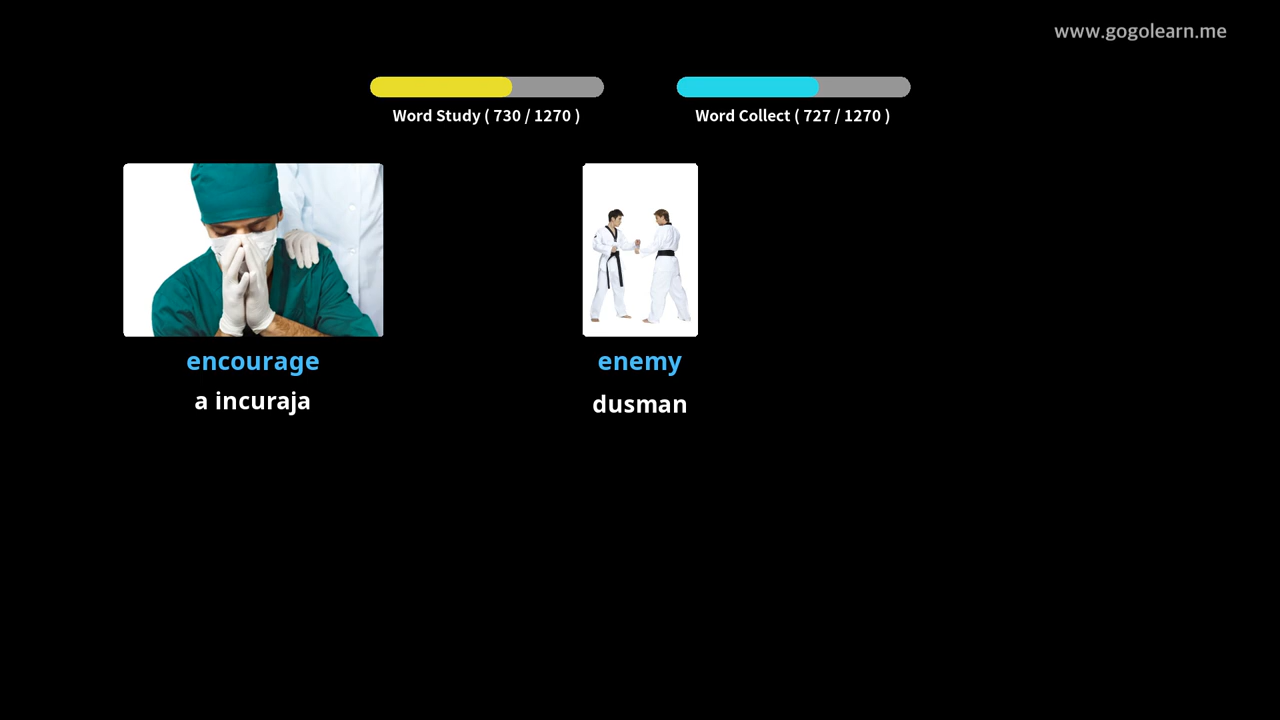 www.gogolearn.me
Word Study ( 730 / 1270 )
Word Collect ( 727 / 1270 )
encourage
a incuraja
enemy
dusman